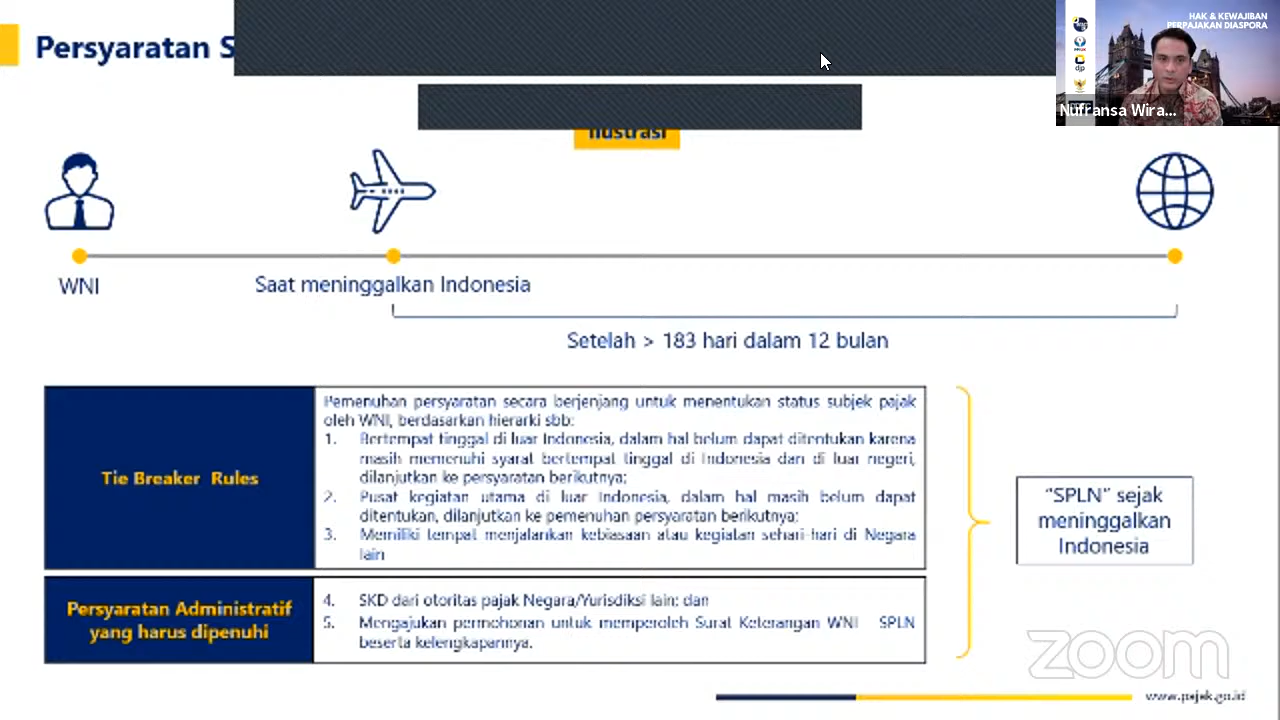 Persyaratan S
HAK & KEWAJIBAN
PERPAJAKAN DIASPORA
djp
Nufransa Wira...
Ilustrasi
WNI
Saat meninggalkan Indonesia
Setelah > 183 hari dalam 12 bulan
Tie Breaker Rules
Pemenuhan persyaratan secara berjenjang untuk menentukan status subjek pajak
oleh WNI, berdasarkan hierarki sbb:
1. Bertempat tinggal di luar Indonesia, dalam hal belum dapat ditentukan karena
masih memenuhi syarat bertempat tinggal di Indonesia dan di luar negeri,
dilanjutkan ke persyaratan berikutnya;
2. Pusat kegiatan utama di luar Indonesia, dalam hal masih belum dapat
ditentukan, dilanjutkan ke pemenuhan persyaratan berikutnya;
3. Memiliki tempat menjalankan kebiasaan atau kegiatan sehari-hari di Negara
lain
Persyaratan Administratif
yang harus dipenuhi
4. SKD dari otoritas pajak Negara/Yurisdiksi lain; dan
5. Mengajukan permohonan untuk memperoleh Surat Keterangan WNI SPLN
beserta kelengkapannya.
"SPLN" sejak
meninggalkan
Indonesia
zoom
www.pajak.go.id